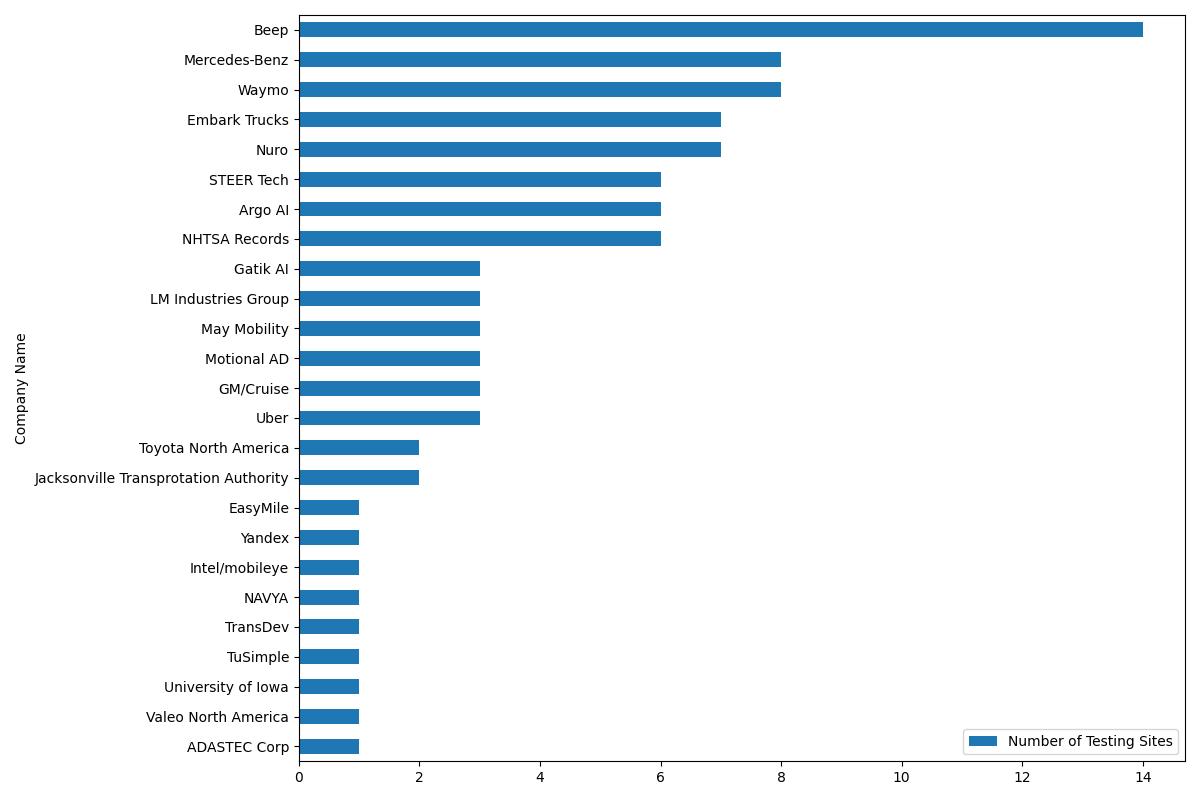 Beep
Mercedes-Benz
Waymo
Embark Trucks
Nuro
STEER Tech
Argo AI
NHTSA Records
Gatik AI
LM Industries Group
May Mobility
Motional AD
GM/Cruise
Uber
Toyota North America
Jacksonville Transprotation Authority
EasyMile
Yandex
Intel/mobileye
NAVYA
TransDev
TuSimple
University of Iowa
Valeo North America
ADASTEC Corp
Company Name
0 2 4 6 8 10 12 14
Number of Testing Sites